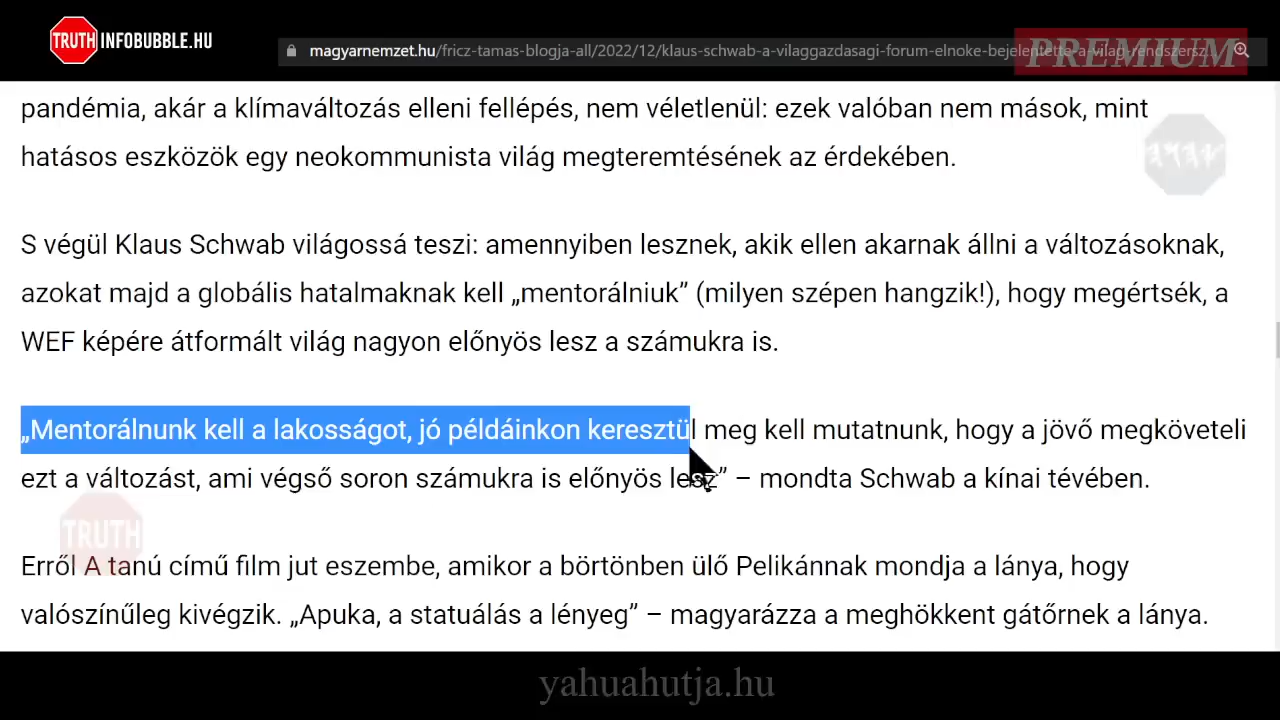 TRUTH INFOBUBBLE.HU
magyarnemzet.hu/fricz-tamas-blogja-all/2022/12/klaus-schwab-a-vilaggazdasagi-forum-elnoke-bejelentette-a-vilag-rendszersz...
PREMIUM
pandémia, akár a klímaváltozás elleni fellépés, nem véletlenül: ezek valóban nem mások, mint
hatásos eszközök egy neokommunista világ megteremtésének az érdekében.
S végül Klaus Schwab világossá teszi: amennyiben lesznek, akik ellen akarnak állni a változásoknak,
azokat majd a globális hatalmaknak kell „mentorálniuk” (milyen szépen hangzik!), hogy megértsék, a
WEF képére átformált világ nagyon előnyös lesz a számukra is.
„Mentorálnunk kell a lakosságot, jó példáinkon keresztül meg kell mutatnunk, hogy a jövő megköveteli
ezt a változást, ami végső soron számukra is előnyös lesz” – mondta Schwab a kínai tévében.
TRUTH
Erről A tanú című film jut eszembe, amikor a börtönben ülő Pelikánnak mondja a lánya, hogy
valószínűleg kivégzik. „Apuka, a statuálás a lényeg” – magyarázza a meghökkent gátőrnek a lánya.
yahuahutja.hu